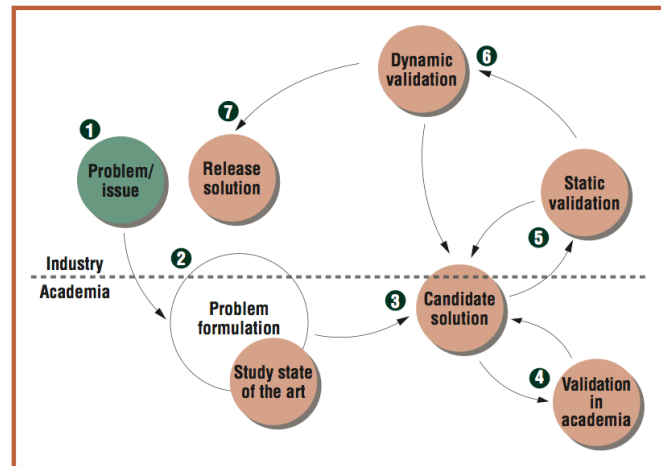 Dynamic
validation
6
7
1
Problem/
issue
Release
solution
Static
validation
5
Industry
Academia
2
Problem
formulation
3
Candidate
solution
Study state
of the art
4
Validation
in
academia